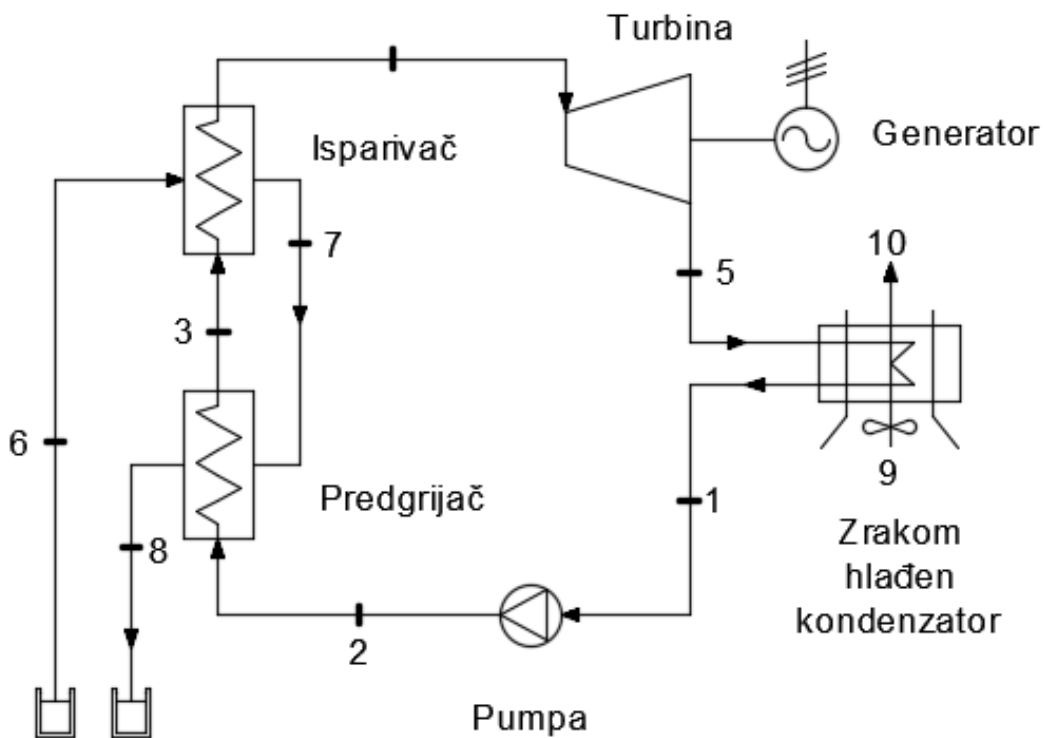 Turbina
Generator
Isparivač
7
10
5
3
6
9
Predgrijač
1
8
Zrakom
hlađen
kondenzator
2
Pumpa